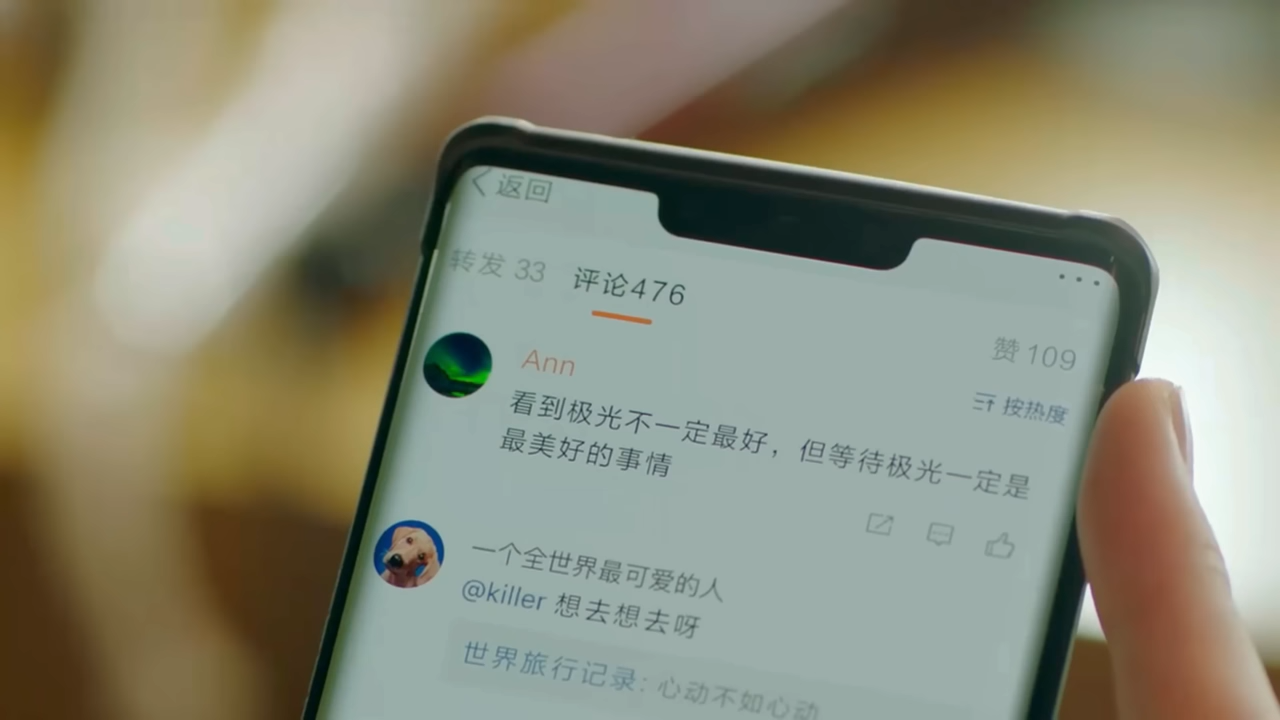 返回
转发 33 评论476
赞 109
Ann
按热度
看到极光不一定最好，但等待极光一定是
最美好的事情
一个全世界最可爱的人
@killer 想去想去呀
世界旅行记录: 心动不如心动